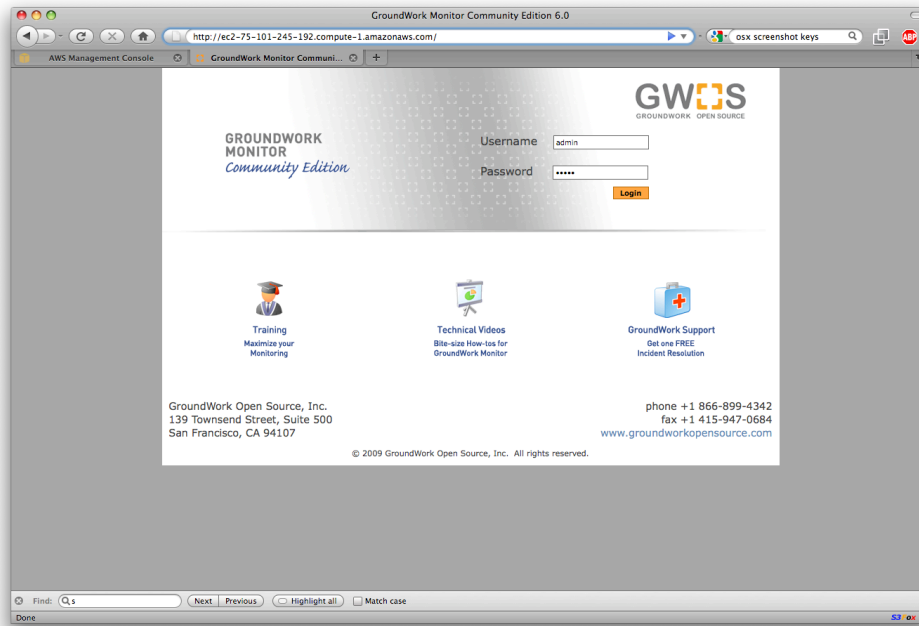 GroundWork Monitor Community Edition 6.0
http://ec2-75-101-245-192.compute-1.amazonaws.com/
osx screenshot keys
ABP
AWS Management Console
GroundWork Monitor Communi...
GWOS
GROUNDWORK OPEN SOURCE
GROUNDWORK
MONITOR
Community Edition
Username
admin
Password
•••••
Login
Training
Maximize your
Monitoring
Technical Videos
Bite-size How-tos for
GroundWork Monitor
GroundWork Support
Get one FREE
Incident Resolution
GroundWork Open Source, Inc.
139 Townsend Street, Suite 500
San Francisco, CA 94107
phone +1 866-899-4342
fax +1 415-947-0684
www.groundworkopensource.com
© 2009 GroundWork Open Source, Inc. All rights reserved.
Find: s Next Previous Highlight all Match case
Done
S3Fox